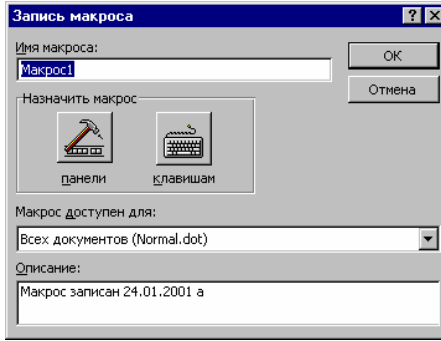 Запись макроса
Имя макроса:
Макрос1
ОК
Отмена
Назначить макрос
панели
клавишам
Макрос доступен для:
Всех документов (Normal.dot)
Описание:
Макрос записан 24.01.2001 а